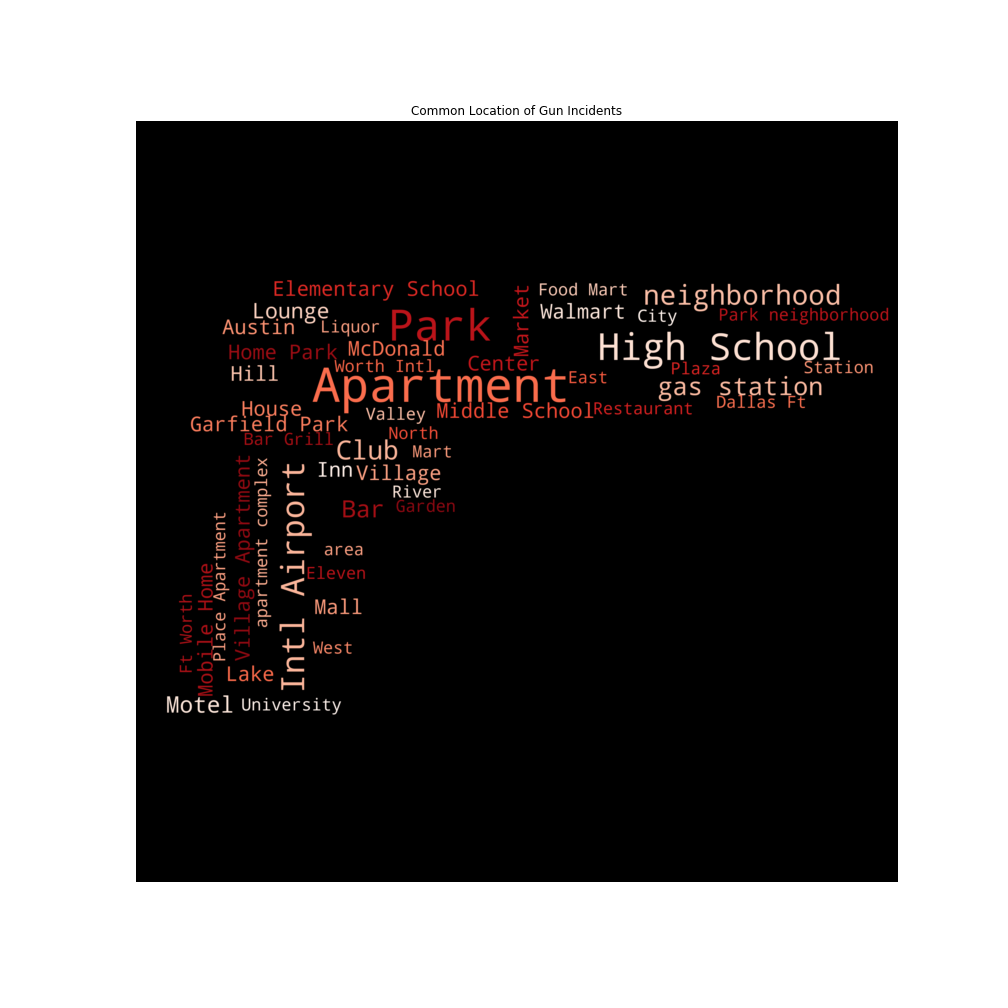 Common Location of Gun Incidents
Elementary School
Food Mart
neighborhood
Lounge
Walmart
City
Park neighborhood
Austin
Liquor
Park
Market
High School
Home Park
McDonald
Center
Plaza
Station
Hill
Worth Intl
Apartment
East
gas station
House
Valley
Middle School
Restaurant
Dallas Ft
Garfield Park
North
Bar Grill
Club
Mart
Inn
Village
River
Bar
Garden
Village Apartment
apartment complex
Intl Airport
area
Eleven
Place Apartment
Mobile Home
Ft Worth
Mall
West
Lake
Motel
University